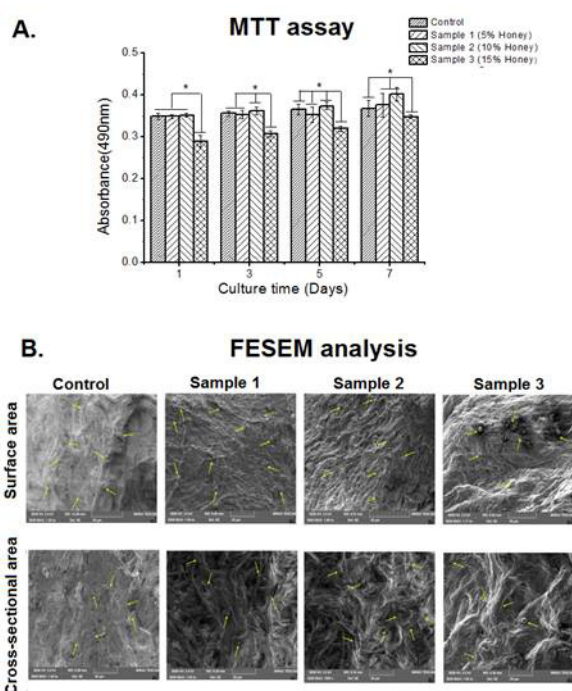 A.
MTT assay
Control
Sample 1 (5% Honey)
Sample 2 (10% Honey)
Sample 3 (15% Honey)
* * * *
0.5
0.4
0.3
0.2
0.1
0.0
Absorbance(490nm)
1 3 5 7
Culture time (Days)
B.
FESEM analysis
Control Sample 1 Sample 2 Sample 3
Surface area
Cross-sectional area